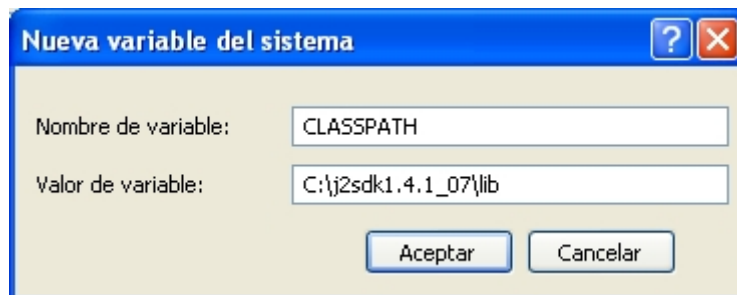 Nueva variable del sistema
Nombre de variable: CLASSPATH
Valor de variable: C:\j2sdk1.4.1_07\lib
Aceptar Cancelar